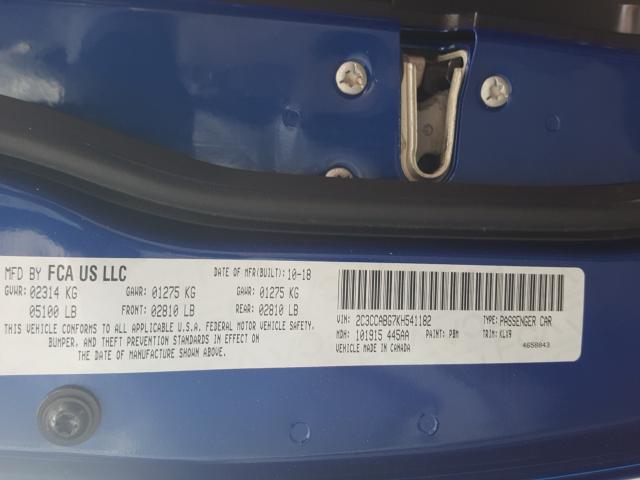 MFD BY FCA US LLC DATE OF MFR(BUILT): 10-18
GVWR: 02314 KG GAWR: 01275 KG GAWR: 01275 KG
05100 LB FRONT: 02810 LB REAR: 02810 LB
THIS VEHICLE CONFORMS TO ALL APPLICABLE U.S.A. FEDERAL MOTOR VEHICLE SAFETY,
BUMPER, AND THEFT PREVENTION STANDARDS IN EFFECT ON
THE DATE OF MANUFACTURE SHOWN ABOVE.
VIN: 2C3CCABG7KH541182 TYPE: PASSENGER CAR
MDH: 101915 445AA PAINT: PBM TRIM: KLX9
VEHICLE MADE IN CANADA 4658843